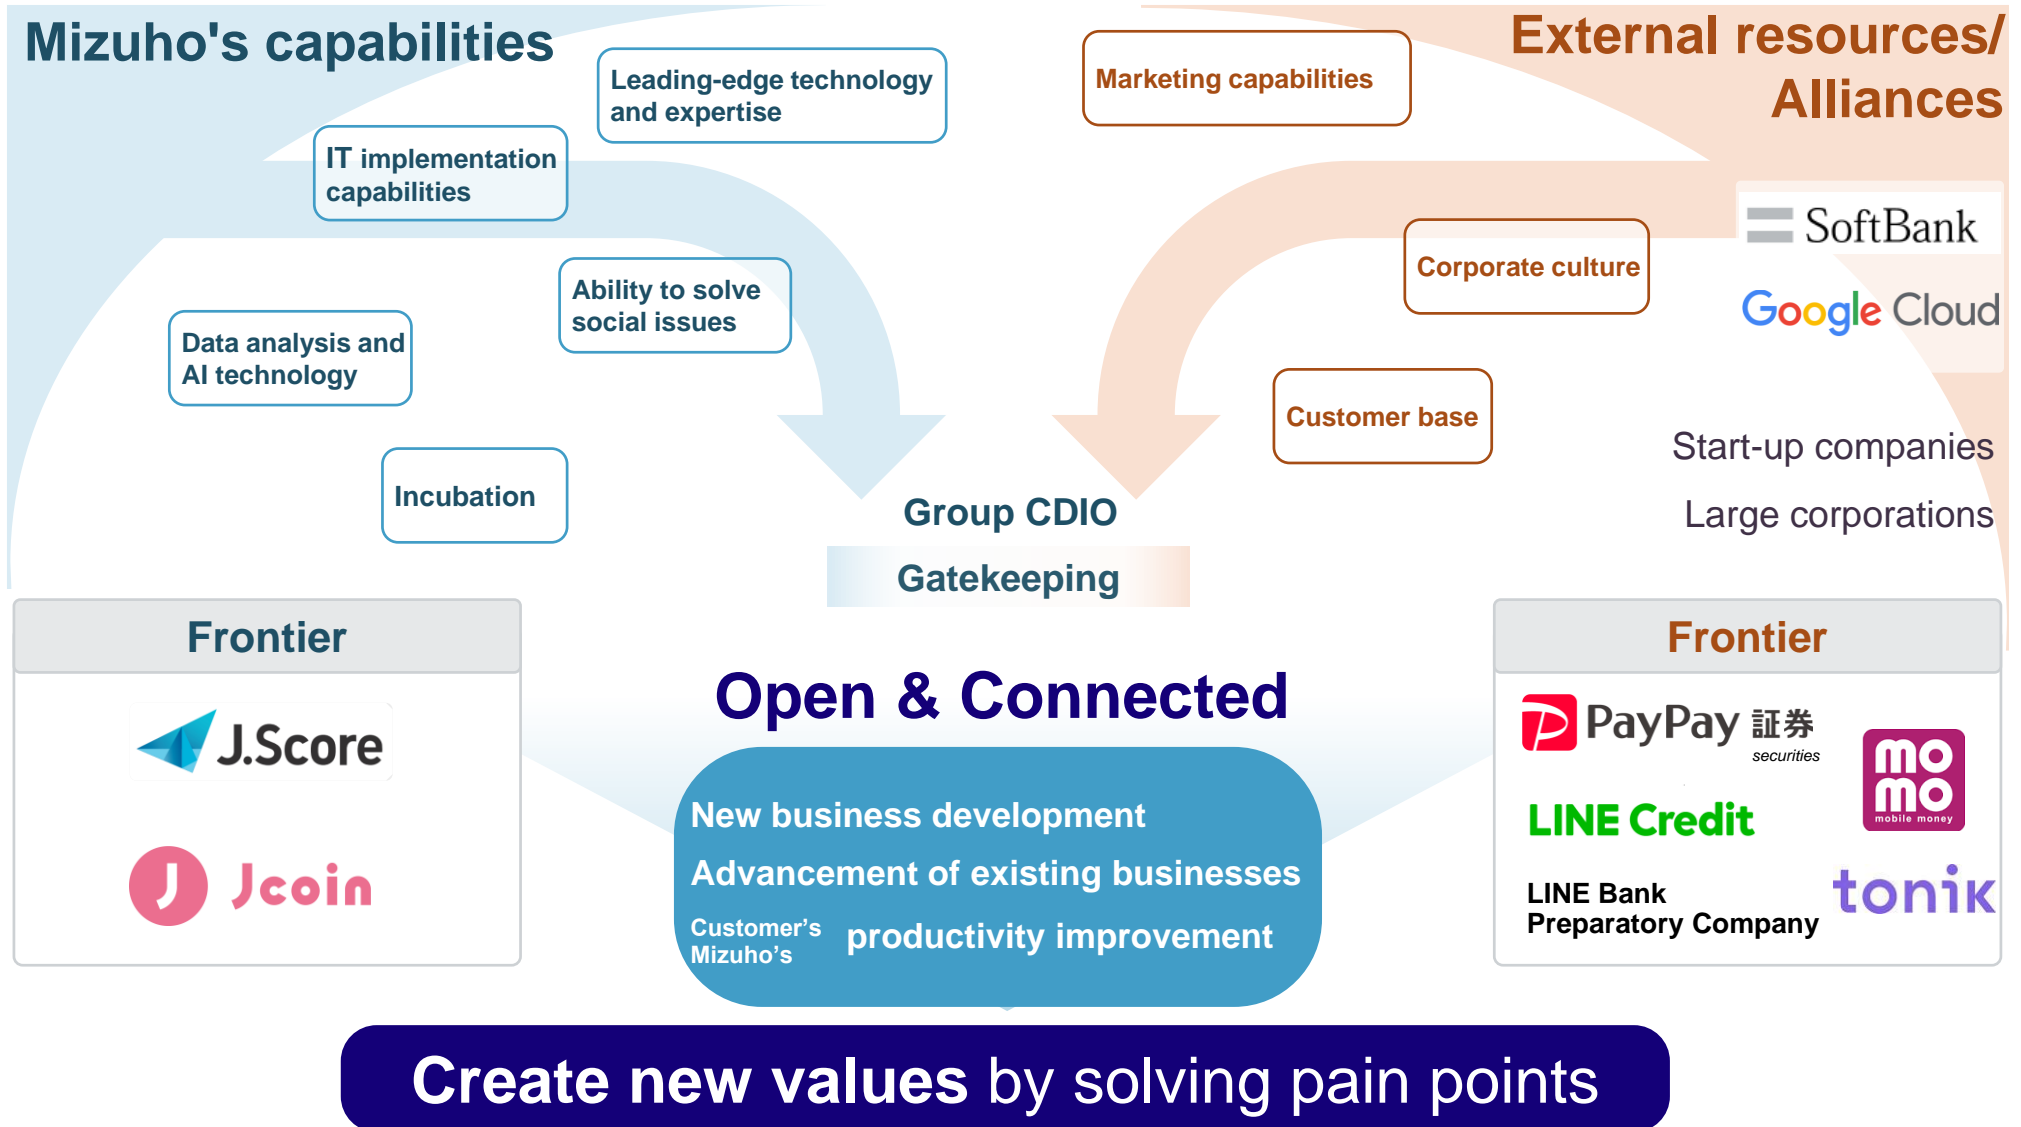 Mizuho's capabilities
External resources/
Alliances
Leading-edge technology
and expertise
Marketing capabilities
IT implementation
capabilities
SoftBank
Corporate culture
Ability to solve
social issues
Google Cloud
Data analysis and
AI technology
Customer base
Start-up companies
Incubation
Large corporations
Group CDIO
Gatekeeping
Frontier
J.Score
J Jcoin
Open & Connected
New business development
Advancement of existing businesses
Customer's
Mizuho's
productivity improvement
Frontier
P PayPay 証券
securities
mo
mo
mobile money
LINE Credit
LINE Bank
Preparatory Company
tonik
Create new values by solving pain points